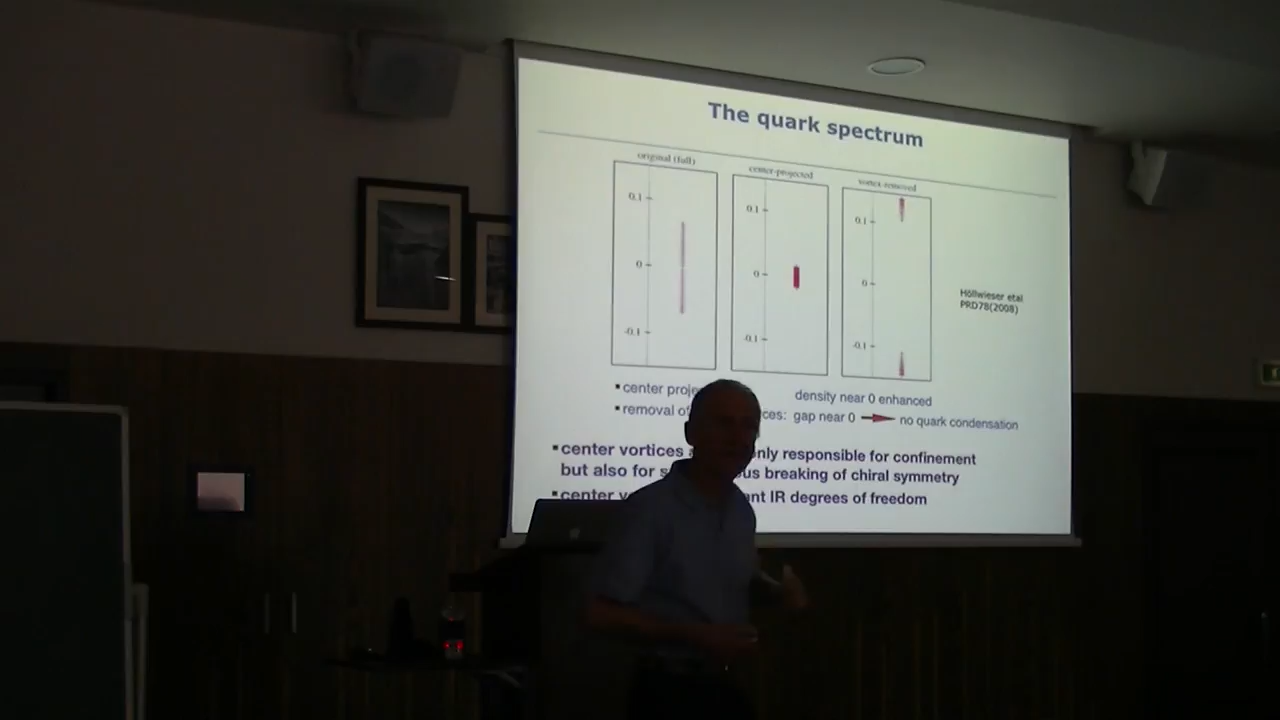 The quark spectrum
original (full)
center-projected
vortex removed
0.1
0
-0.1
0.1
0
-0.1
0.1
0
-0.1
Höllwieser etal
PRD78(2008)
▪center proje
density near 0 enhanced
▪removal of
ces: gap near 0
no quark condensation
▪center vortices
only responsible for confinement
but also for s
us breaking of chiral symmetry
▪center v
ant IR degrees of freedom